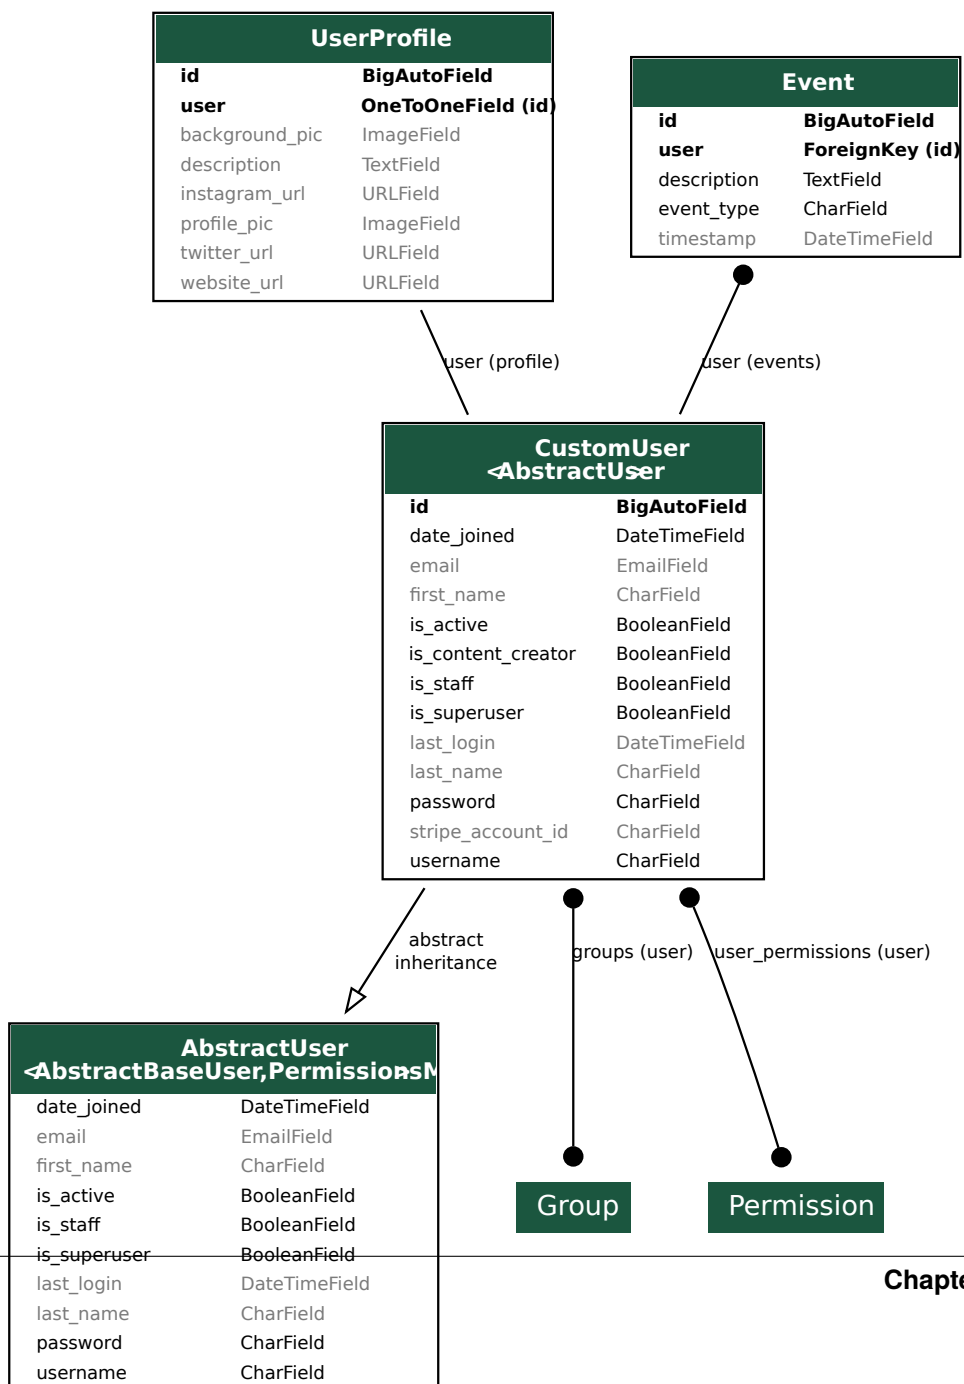 UserProfile
id BigAutoField
user OneToOneField (id)
background_pic ImageField
description TextField
instagram_url URLField
profile_pic ImageField
twitter_url URLField
website_url URLField
Event
id BigAutoField
user ForeignKey (id)
description TextField
event_type CharField
timestamp DateTimeField
user (profile)
user (events)
CustomUser
<AbstractUser>
id BigAutoField
date_joined DateTimeField
email EmailField
first_name CharField
is_active BooleanField
is_content_creator BooleanField
is_staff BooleanField
is_superuser BooleanField
last_login DateTimeField
last_name CharField
password CharField
stripe_account_id CharField
username CharField
abstract
inheritance
groups (user)
user_permissions (user)
AbstractUser
<AbstractBaseUser,PermissionsM>
date_joined DateTimeField
email EmailField
first_name CharField
is_active BooleanField
is_staff BooleanField
is_superuser BooleanField
last_login DateTimeField
last_name CharField
password CharField
username CharField
Group
Permission
Chapte